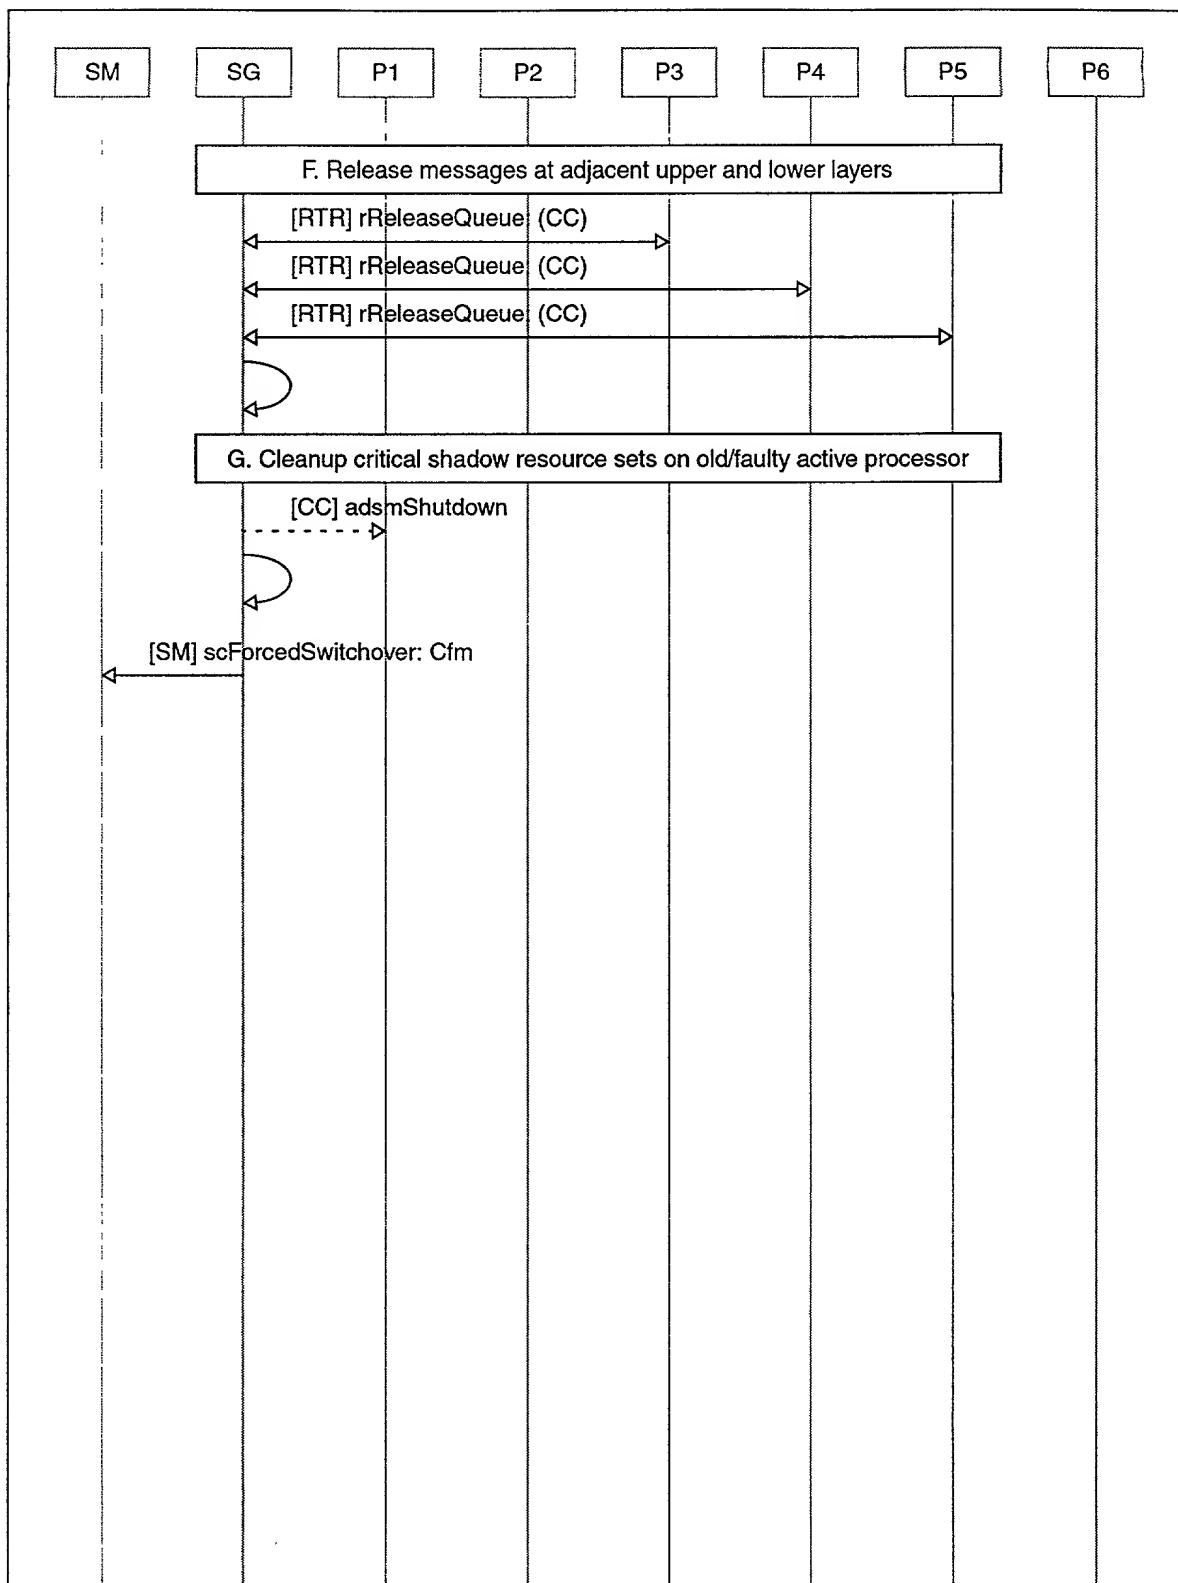 SM SG P1 P2 P3 P4 P5 P6
F. Release messages at adjacent upper and lower layers
[RTR] rReleaseQueue: (CC)
[RTR] rReleaseQueue: (CC)
[RTR] rReleaseQueue: (CC)
G. Cleanup critical shadow resource sets on old/faulty active processor
[CC] adsmShutdown
[SM] scForcedSwitchover: Cfm